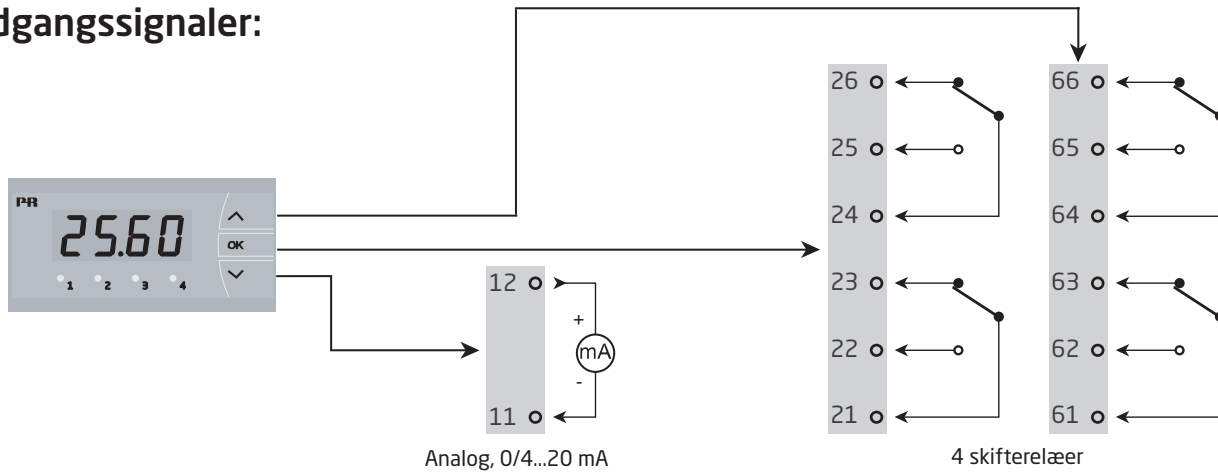 dgangssignaler:
PR
25.60
OK
1 2 3 4
12
+
mA
-
11
Analog, 0/4...20 mA
26
25
24
23
22
21
66
65
64
63
62
61
4 skifterelæer